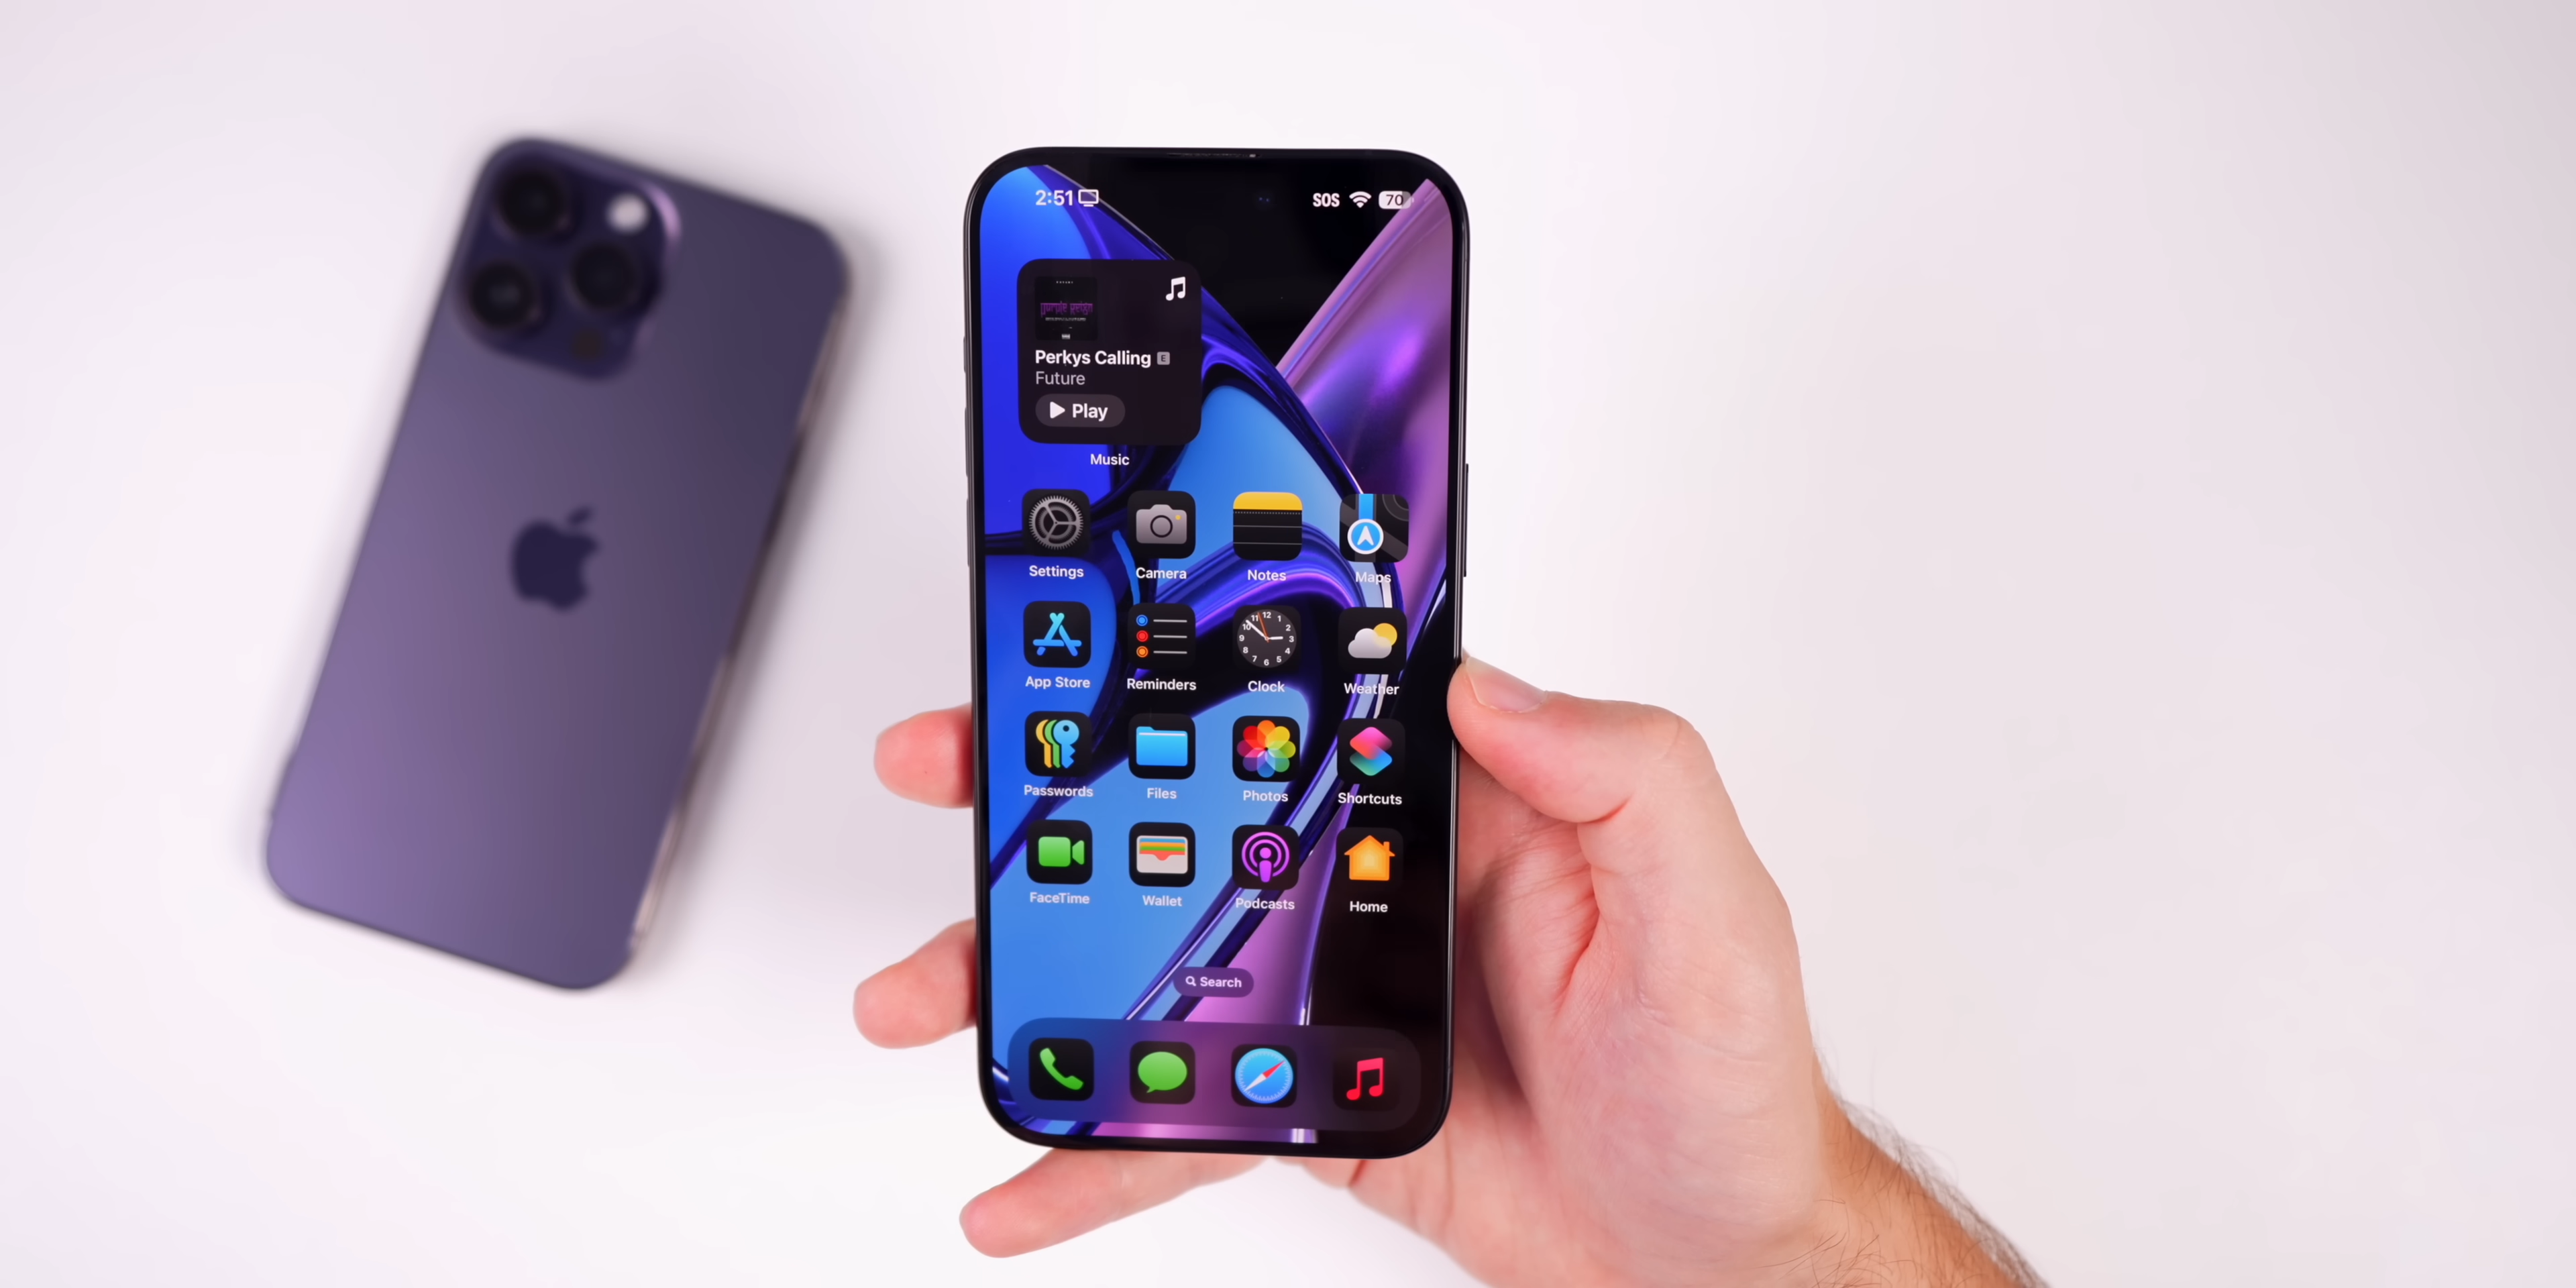 2:51
SOS 70
Perkys Calling E
Future
Play
Music
Settings Camera Notes Maps
App Store Reminders Clock Weather
Passwords Files Photos Shortcuts
FaceTime Wallet Podcasts Home
Search